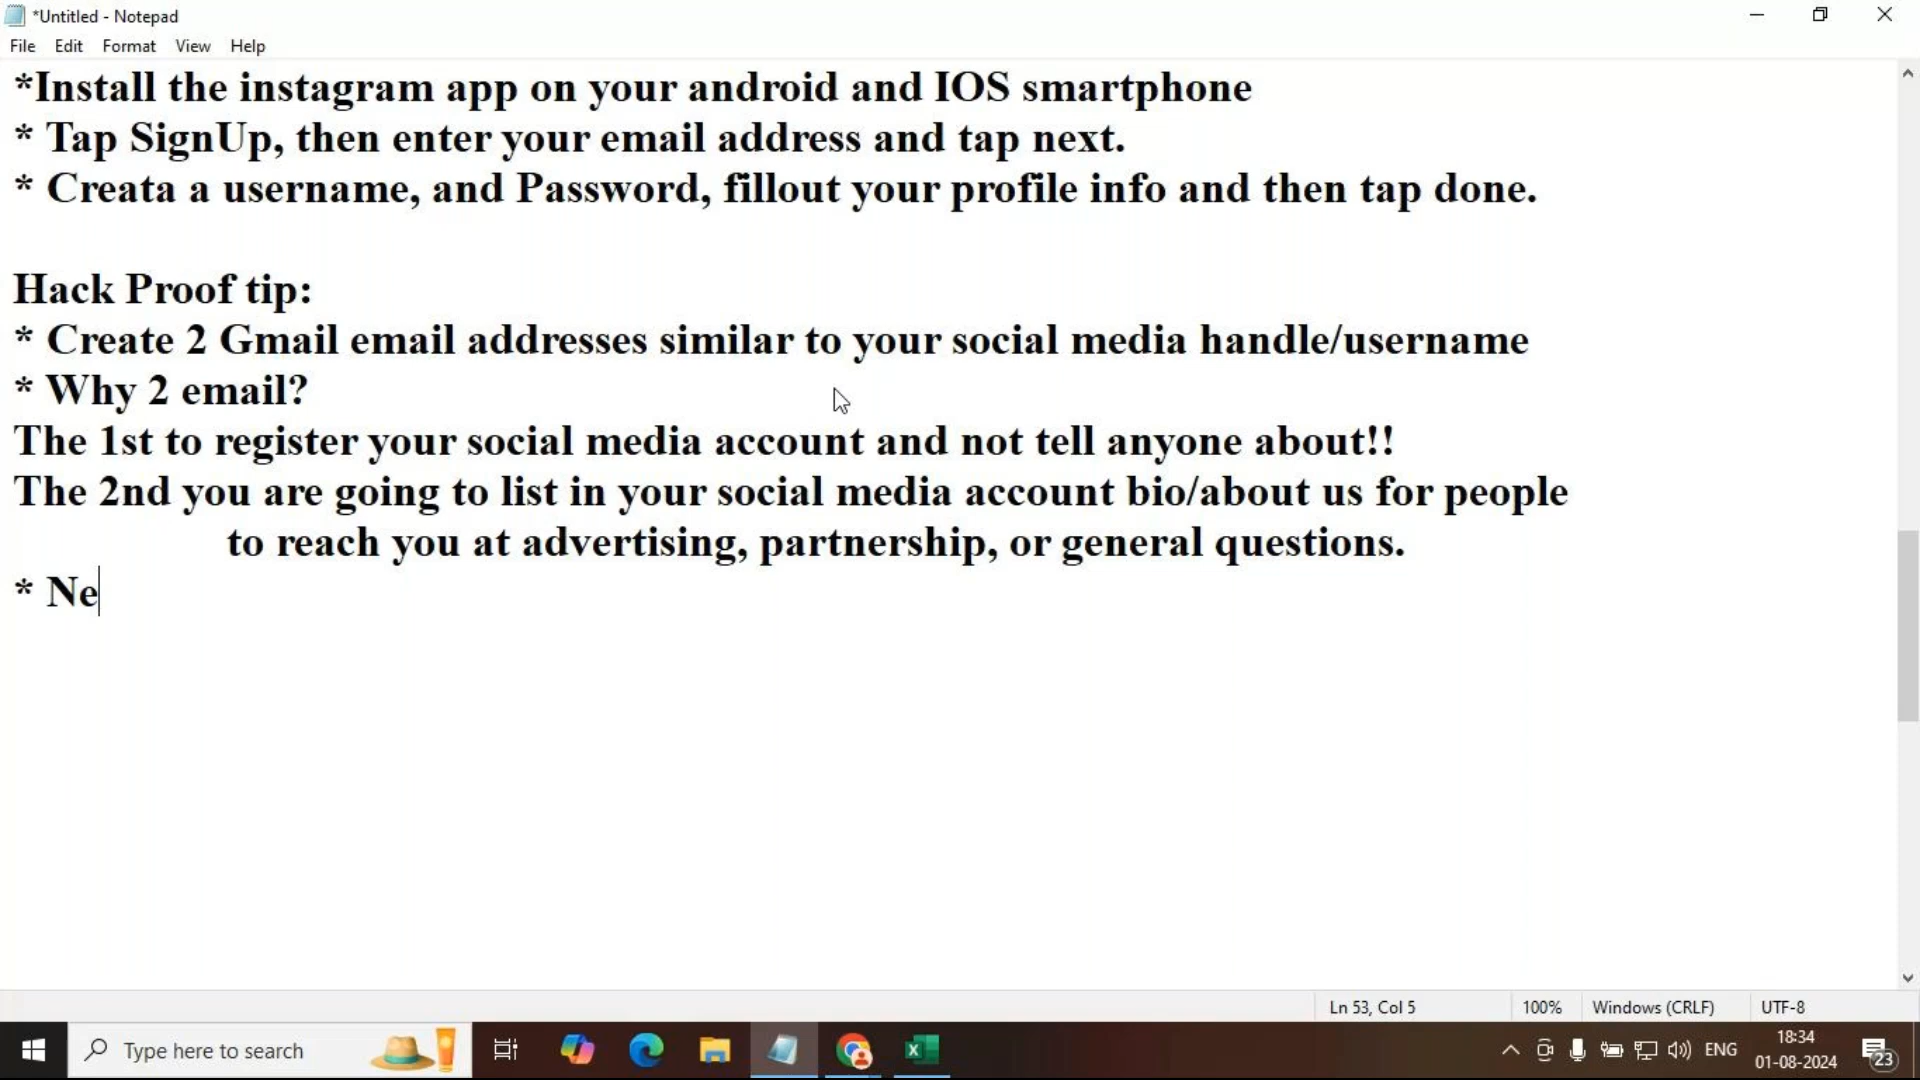 *Untitled - Notepad
File Edit Format View Help
*Install the instagram app on your android and IOS smartphone
* Tap SignUp, then enter your email address and tap next.
* Creata a username, and Password, fillout your profile info and then tap done.
Hack Proof tip:
* Create 2 Gmail email addresses similar to your social media handle/username
* Why 2 email?
The 1st to register your social media account and not tell anyone about!!
The 2nd you are going to list in your social media account bio/about us for people
to reach you at advertising, partnership, or general questions.
* Ne
Ln 53, Col 5 100% Windows (CRLF) UTF-8
Type here to search ENG 18:34
01-08-2024 23